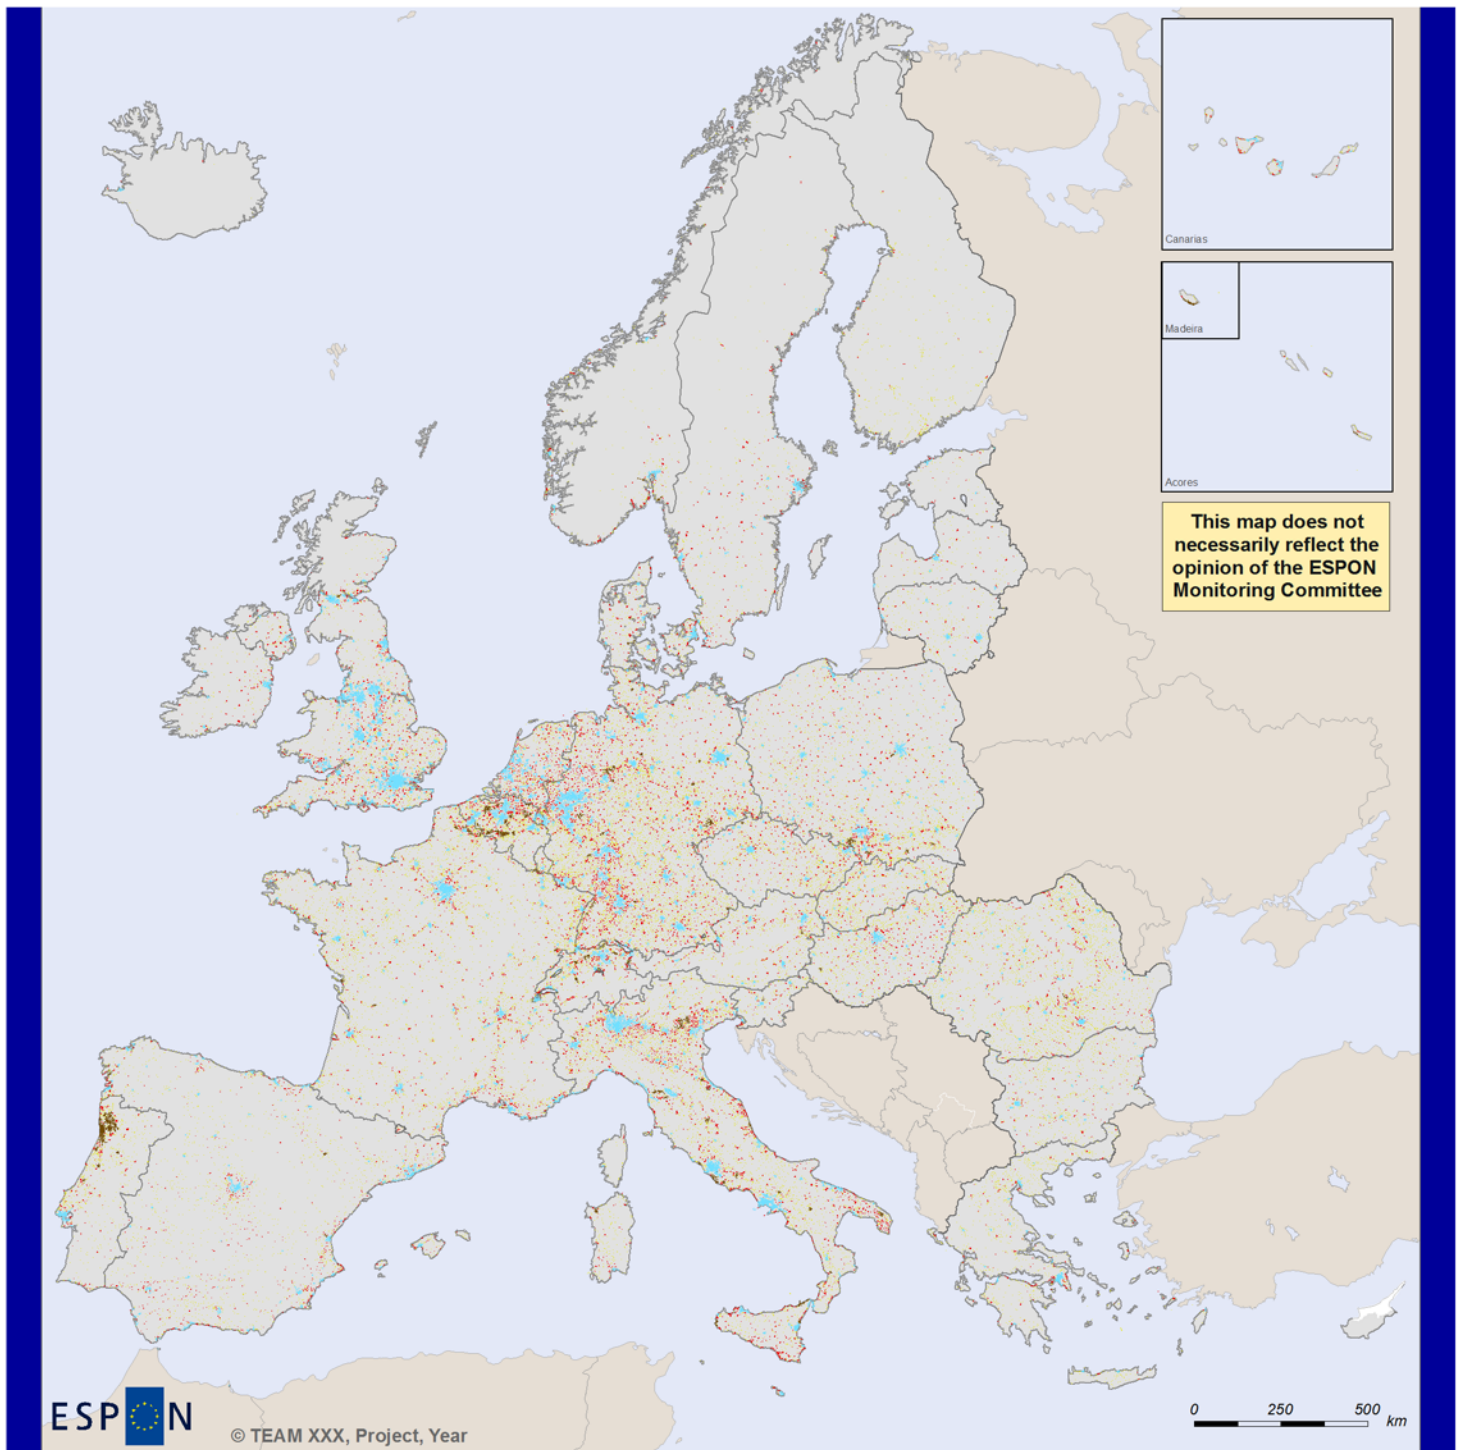 Canarias
Madeira
Acores
This map does not
necessarily reflect the
opinion of the ESPON
Monitoring Committee
ESPON
© TEAM XXX, Project, Year
0 250 500
km